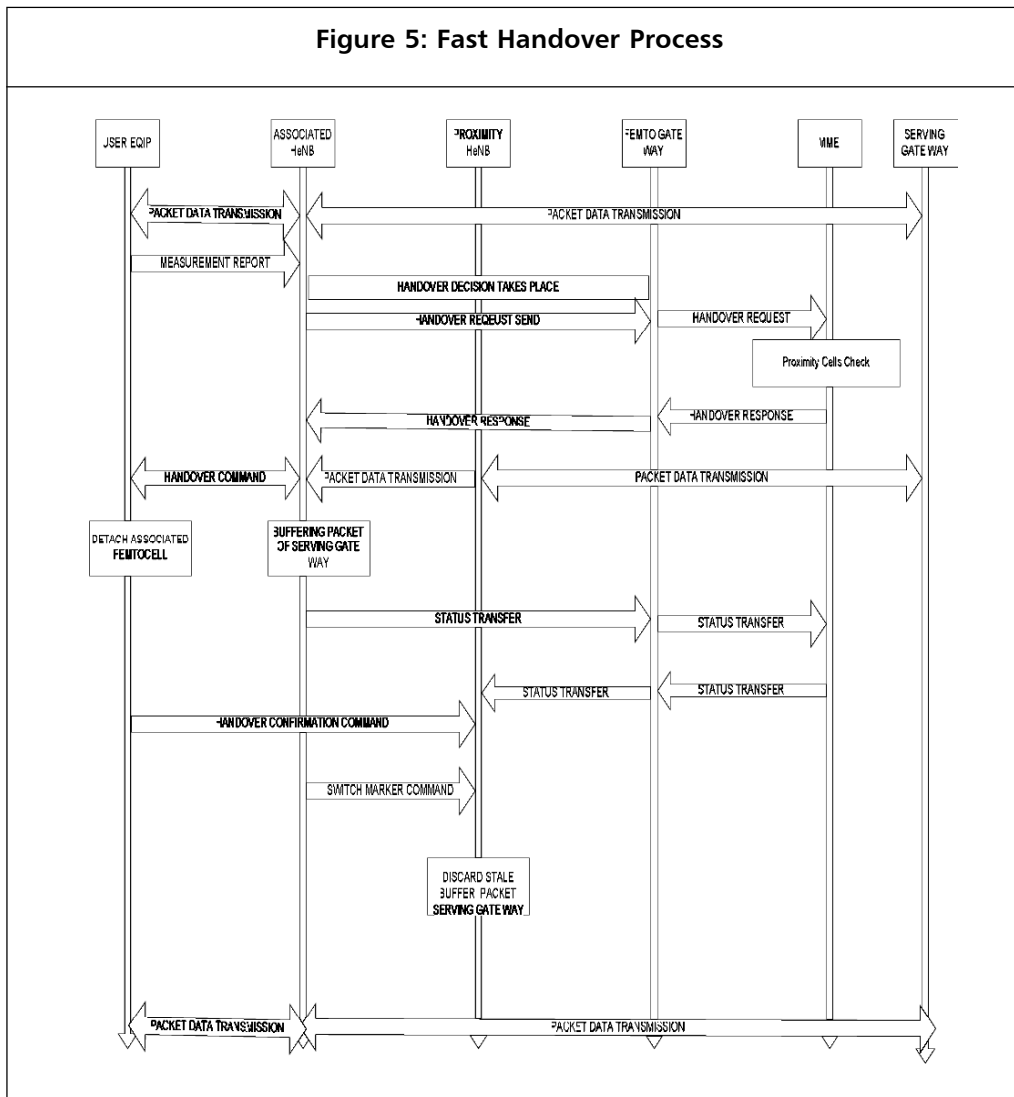 Figure 5: Fast Handover Process
USER EQIP
ASSOCIATED
HeNB
PROXIMITY
HeNB
FEMTO GATE
WAY
MME
SERVING
GATE WAY
PACKET DATA TRANSMISSION
PACKET DATA TRANSMISSION
MEASUREMENT REPORT
HANDOVER DECISION TAKES PLACE
HANDOVER REQEUST SEND
HANDOVER REQUEST
Proximity Cells Check
HANDOVER RESPONSE
HANDOVER RESPONSE
HANDOVER COMMAND
PACKET DATA TRANSMISSION
PACKET DATA TRANSMISSION
DETACH ASSOCIATED
FEMTOCELL
BUFFERING PACKET
OF SERVING GATE
WAY
STATUS TRANSFER
STATUS TRANSFER
STATUS TRANSFER
STATUS TRANSFER
HANDOVER CONFIRMATION COMMAND
SWITCH MARKER COMMAND
DISCARD STALE
BUFFER PACKET
SERVING GATE WAY
PACKET DATA TRANSMISSION
PACKET DATA TRANSMISSION